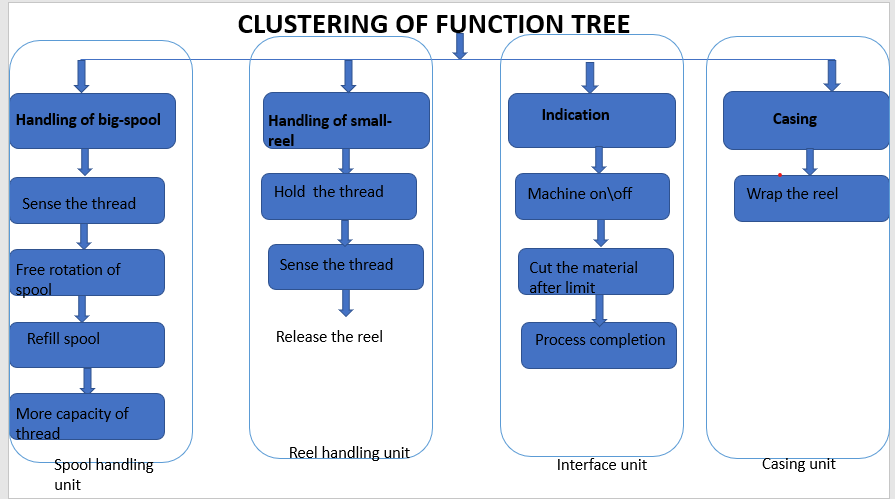 CLUSTERING OF FUNCTION TREE
Handling of big-spool
Sense the thread
Free rotation of
spool
Refill spool
More capacity of
thread
Spool handling
unit
Handling of small-
reel
Hold  the thread
Sense the thread
Release the reel
Reel handling unit
Indication
Machine on\off
Cut the material
after limit
Process completion
Interface unit
Casing
Wrap the reel
Casing unit